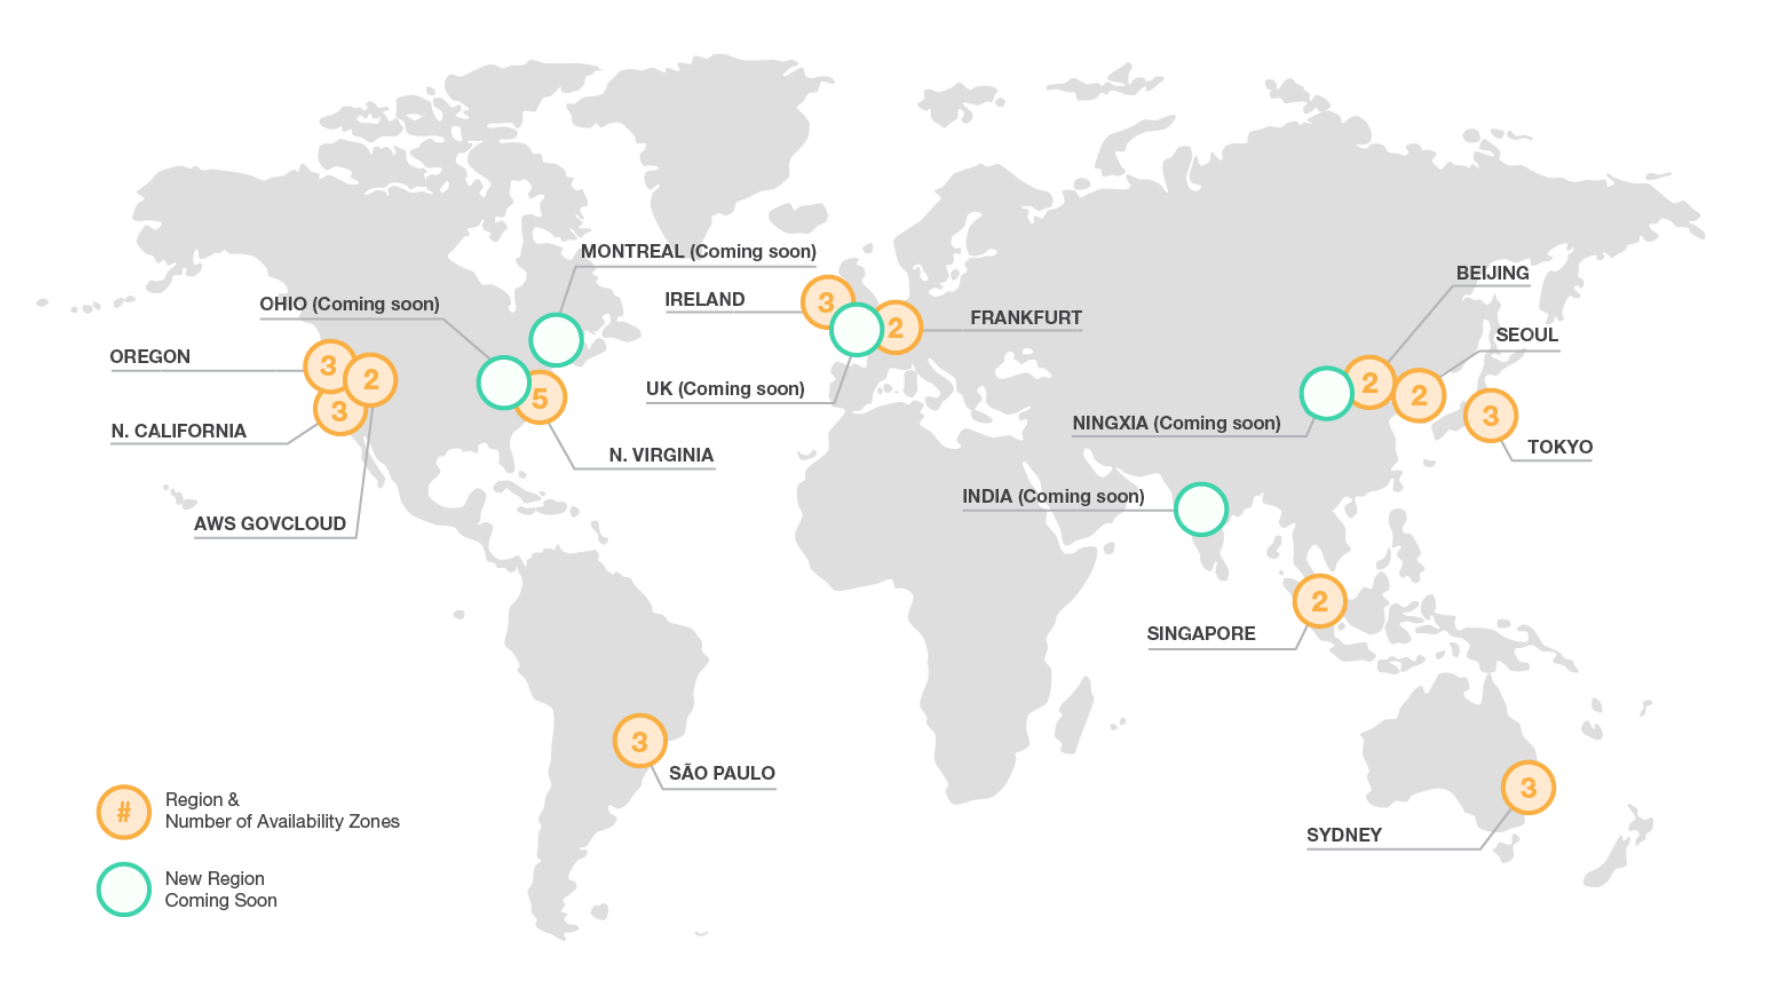 MONTREAL (Coming soon)
OHIO (Coming soon)
IRELAND
3
2
FRANKFURT
BEIJING
SEOUL
OREGON
3
2
3
5
UK (Coming soon)
N. CALIFORNIA
N. VIRGINIA
AWS GOVCLOUD
2
2
3
NINGXIA (Coming soon)
TOKYO
INDIA (Coming soon)
2
SINGAPORE
3
SÃO PAULO
3
SYDNEY
#
Region &
Number of Availability Zones
New Region
Coming Soon